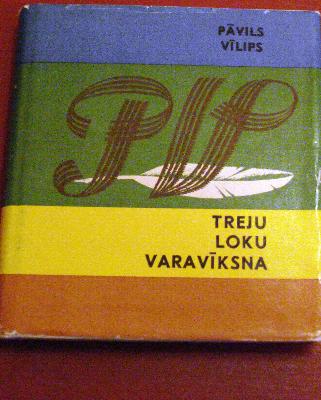 PĀVILS
VĪLIPS
PV
TREJU
LOKU
VARAVĪKSNA